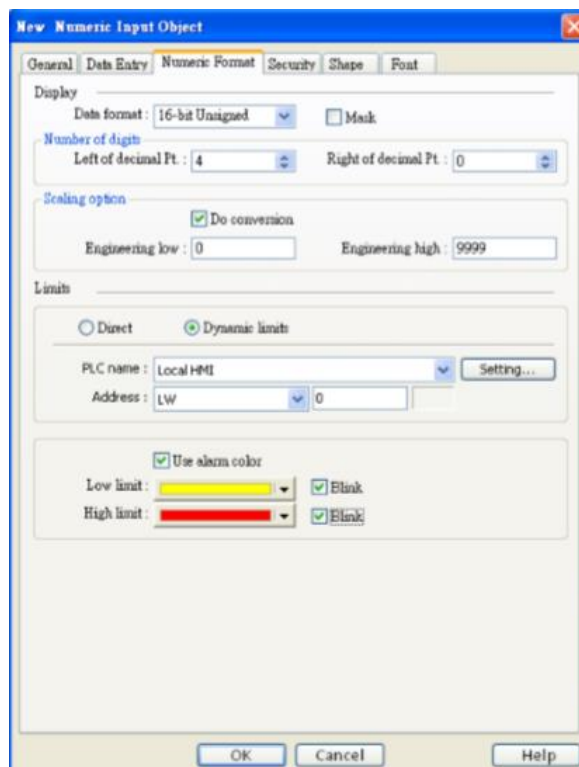 New Numeric Input Object
General Data Entry Numeric Format Security Shape Font
Display
Data format : 16-bit Unsigned Mask
Number of digits
Left of decimal Pt. : 4 Right of decimal Pt. : 0
Scaling option
Do conversion
Engineering low : 0 Engineering high : 9999
Limits
Direct Dynamic limits
PLC name : Local HMI Setting...
Address : LW 0
Use alarm color
Low limit : Blink
High limit : Blink
OK Cancel Help